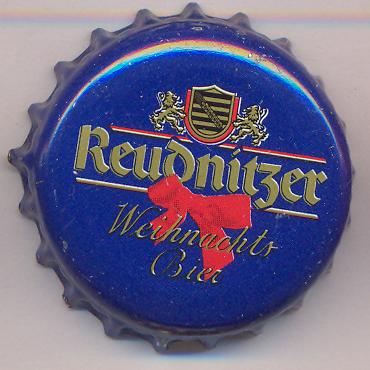 Reudnitzer
Weihnachts
Bier